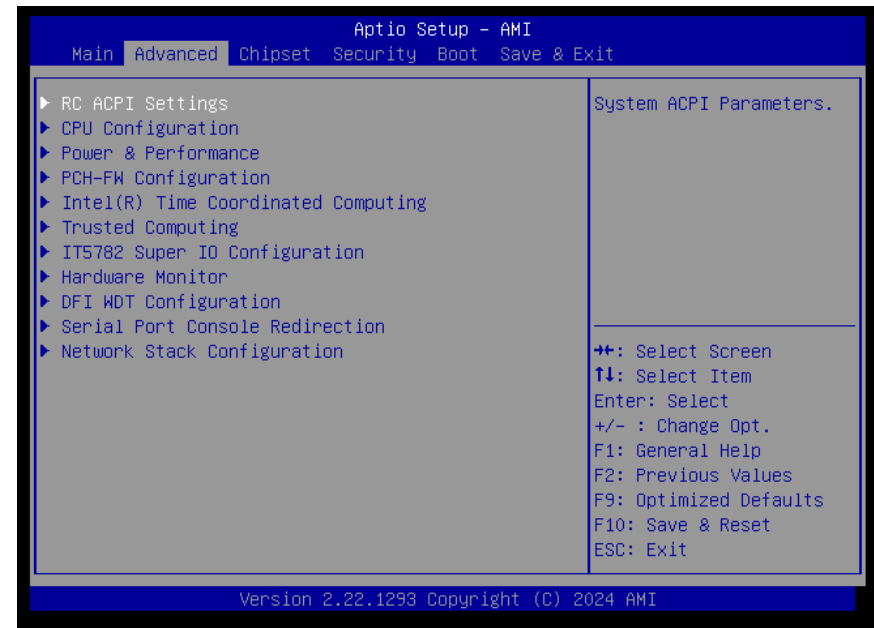 Aptio Setup – AMI
Main Advanced Chipset Security Boot Save & Exit
▶ RC ACPI Settings
▶ CPU Configuration
▶ Power & Performance
▶ PCH-FW Configuration
▶ Intel(R) Time Coordinated Computing
▶ Trusted Computing
▶ IT5782 Super IO Configuration
▶ Hardware Monitor
▶ DFI WDT Configuration
▶ Serial Port Console Redirection
▶ Network Stack Configuration
System ACPI Parameters.
→←: Select Screen
↑↓: Select Item
Enter: Select
+/- : Change Opt.
F1: General Help
F2: Previous Values
F9: Optimized Defaults
F10: Save & Reset
ESC: Exit
Version 2.22.1293 Copyright (C) 2024 AMI